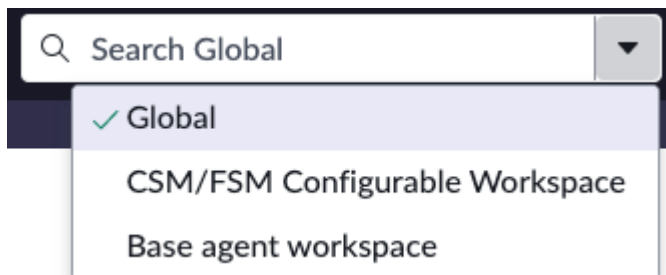 Search Global
Global
CSM/FSM Configurable Workspace
Base agent workspace